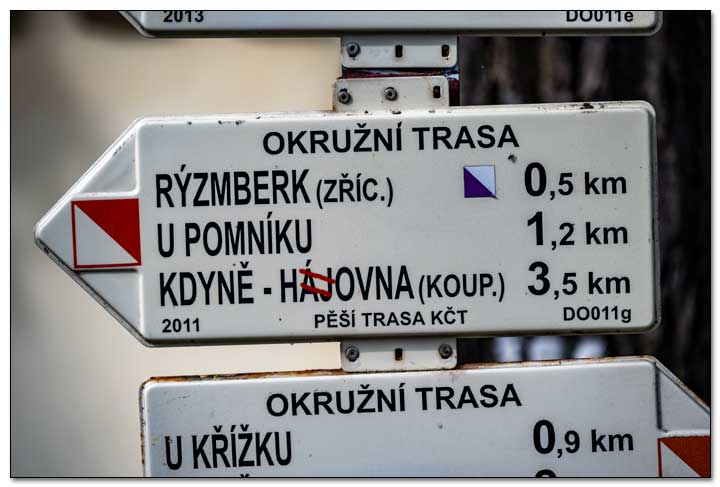 2013 DO011e
OKRUŽNÍ TRASA
RÝZMBERK (ZŘÍC.) 0,5 km
U POMNÍKU 1,2 km
KDYNĚ - HÁJOVNA (KOUP.) 3,5 km
2011 PĚŠÍ TRASA KČT DO011g
OKRUŽNÍ TRASA
U KŘÍŽKU 0,9 km